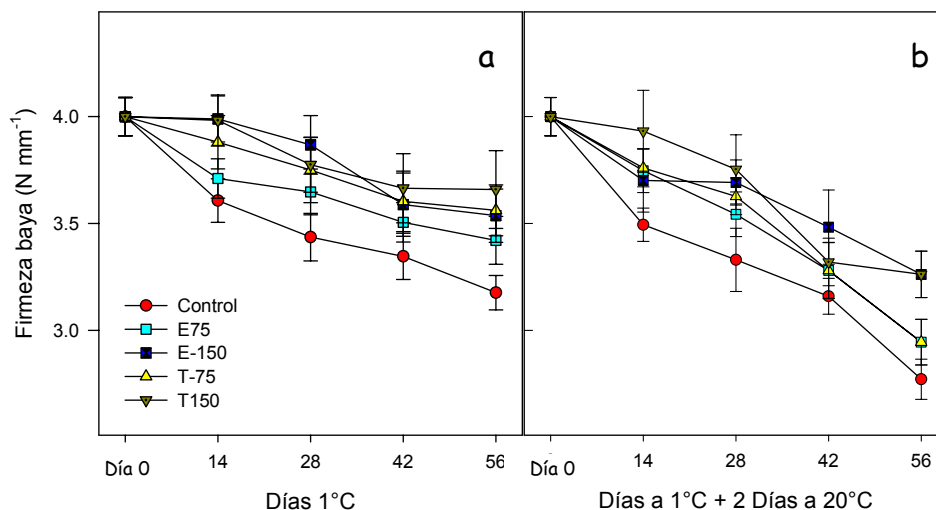 a
b
Firmeza baya (N mm-1)
4.0
3.5
3.0
Control
E75
E-150
T-75
T150
Día 0
14
28
42
56
Día 0
14
28
42
56
Días 1°C
Días a 1°C + 2 Días a 20°C